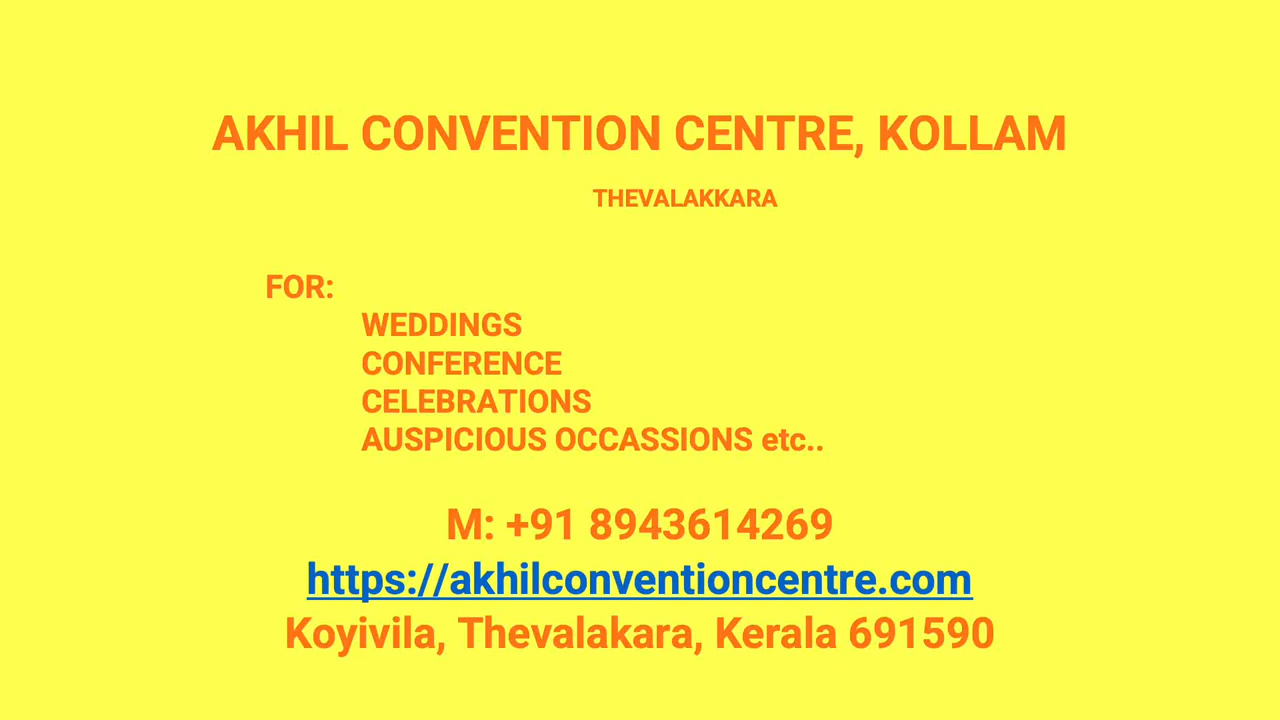 AKHIL CONVENTION CENTRE, KOLLAM
THEVALAKKARA
FOR:
WEDDINGS
CONFERENCE
CELEBRATIONS
AUSPICIOUS OCCASSIONS etc..
M: +91 8943614269
https://akhilconventioncentre.com
Koyivila, Thevalakara, Kerala 691590